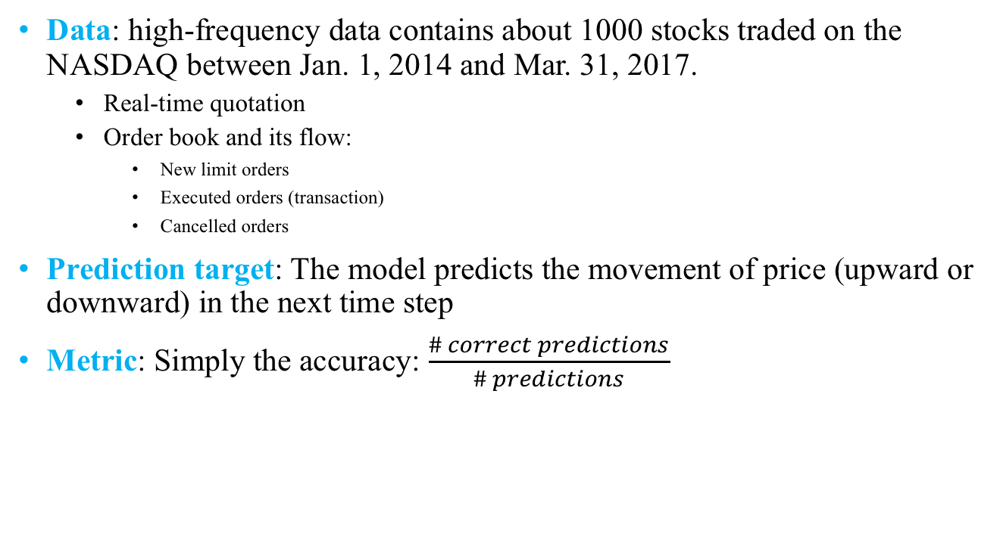 • Data: high-frequency data contains about 1000 stocks traded on the
NASDAQ between Jan. 1, 2014 and Mar. 31, 2017.
• Real-time quotation
• Order book and its flow:
• New limit orders
• Executed orders (transaction)
• Cancelled orders
• Prediction target: The model predicts the movement of price (upward or
downward) in the next time step
• Metric: Simply the accuracy: # correct predictions
# predictions